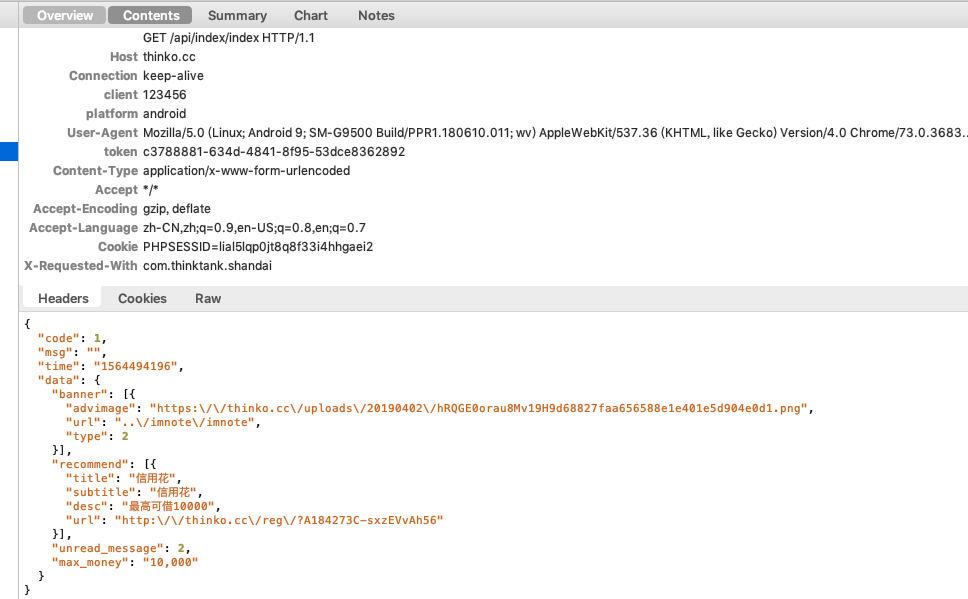 Overview Contents Summary Chart Notes
GET /api/index/index HTTP/1.1
Host thinko.cc
Connection keep-alive
client 123456
platform android
User-Agent Mozilla/5.0 (Linux; Android 9; SM-G9500 Build/PPR1.180610.011; wv) AppleWebKit/537.36 (KHTML, like Gecko) Version/4.0 Chrome/73.0.3683...
token c3788881-634d-4841-8f95-53dce8362892
Content-Type application/x-www-form-urlencoded
Accept */*
Accept-Encoding gzip, deflate
Accept-Language zh-CN,zh;q=0.9,en-US;q=0.8,en;q=0.7
Cookie PHPSESSID=lial5lqp0jt8q8f33i4hhgaei2
X-Requested-With com.thinktank.shandai
Headers Cookies Raw
{
"code": 1,
"msg": "",
"time": "1564494196",
"data": {
"banner": [{
"advimage": "https:\/\/thinko.cc\/uploads\/20190402\/hRQGE0orau8Mv19H9d68827faa656588e1e401e5d904e0d1.png",
"url": "..\/imnote\/imnote",
"type": 2
}],
"recommend": [{
"title": "信用花",
"subtitle": "信用花",
"desc": "最高可借10000",
"url": "http:\/\/thinko.cc\/reg\/?A184273C-sxzEVvAh56"
}],
"unread_message": 2,
"max_money": "10,000"
}
}